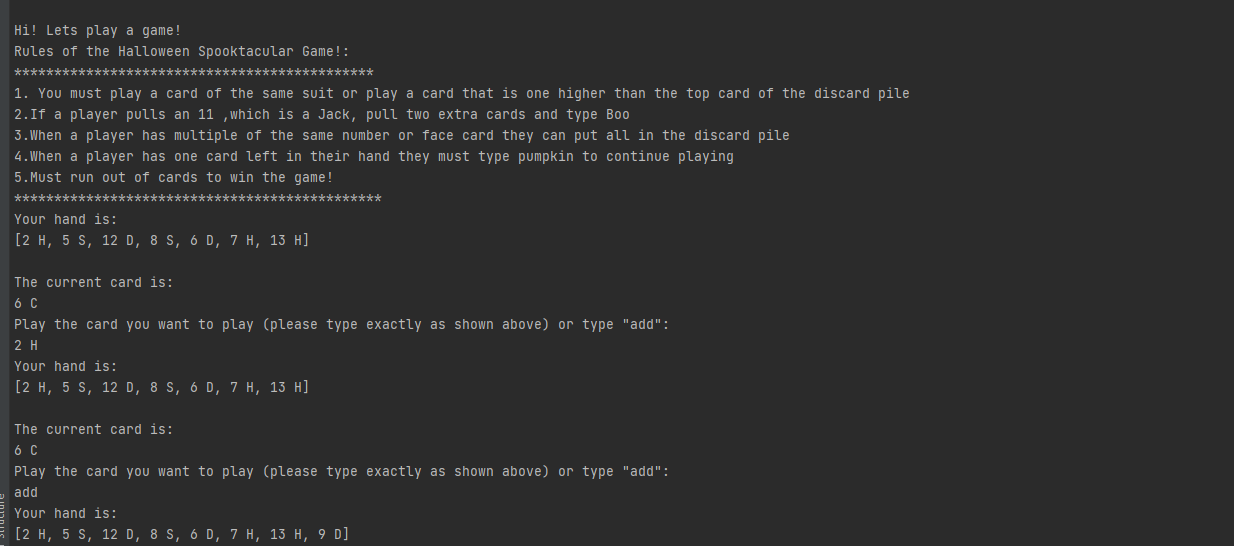 Hi! Lets play a game!
Rules of the Halloween Spooktacular Game!:
*********************************************
1. You must play a card of the same suit or play a card that is one higher than the top card of the discard pile
2.If a player pulls an 11 ,which is a Jack, pull two extra cards and type Boo
3.When a player has multiple of the same number or face card they can put all in the discard pile
4.When a player has one card left in their hand they must type pumpkin to continue playing
5.Must run out of cards to win the game!
**********************************************
Your hand is:
[2 H, 5 S, 12 D, 8 S, 6 D, 7 H, 13 H]
The current card is:
6 C
Play the card you want to play (please type exactly as shown above) or type "add":
2 H
Your hand is:
[2 H, 5 S, 12 D, 8 S, 6 D, 7 H, 13 H]
The current card is:
6 C
Play the card you want to play (please type exactly as shown above) or type "add":
add
Your hand is:
[2 H, 5 S, 12 D, 8 S, 6 D, 7 H, 13 H, 9 D]